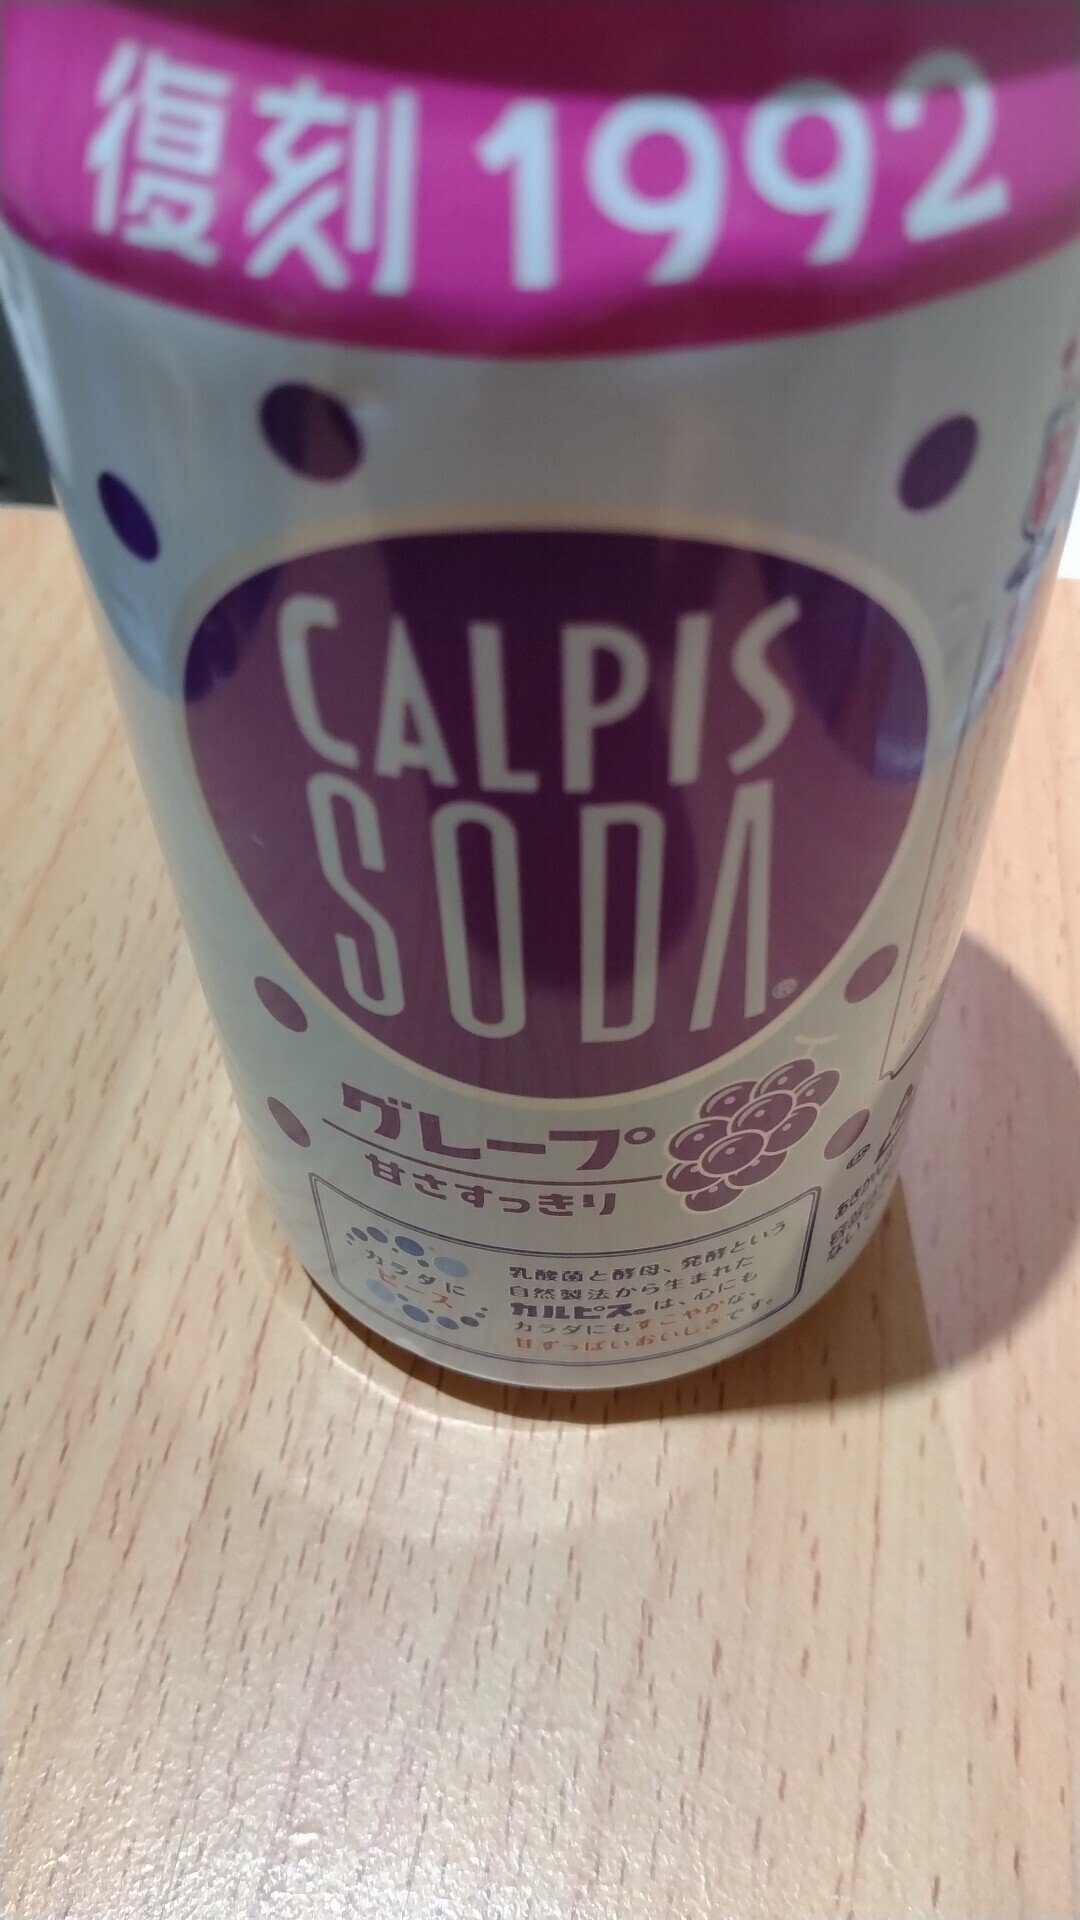 復刻1992
CALPIS
SODA®
グレープ
甘さすっきり
カラダに
ピース
乳酸菌と酵母、発酵という
自然製法から生まれた
カルピス®は、心にも
カラダにもすこやかな、
甘ずっぱいおいしさです。